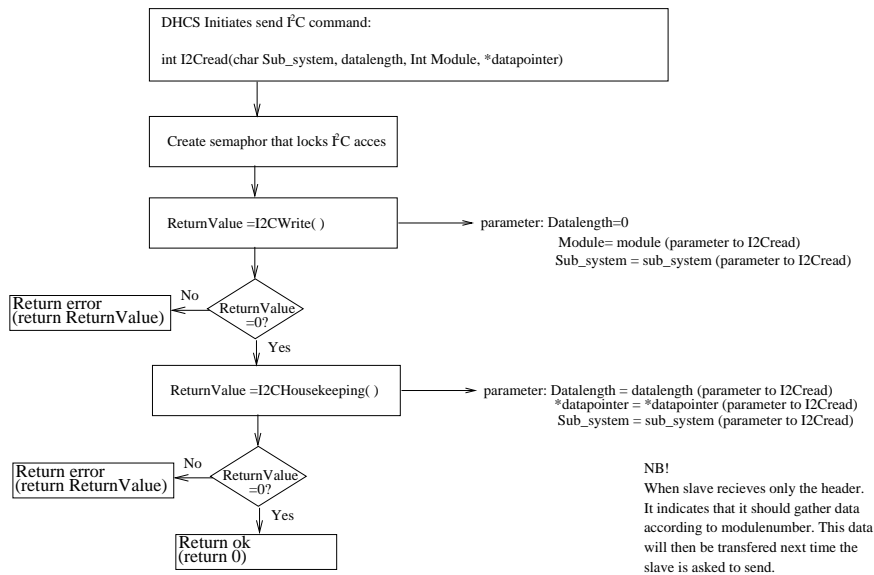 DHCS Initiates send I²C command:
int I2Cread(char Sub_system, datalength, Int Module, *datapointer)
Create semaphor that locks I²C acces
ReturnValue =I2CWrite( )
parameter: Datalength=0
Module= module (parameter to I2Cread)
Sub_system = sub_system (parameter to I2Cread)
No
Return error
(return ReturnValue)
ReturnValue
=0?
Yes
ReturnValue =I2CHousekeeping( )
parameter: Datalength = datalength (parameter to I2Cread)
*datapointer = *datapointer (parameter to I2Cread)
Sub_system = sub_system (parameter to I2Cread)
No
Return error
(return ReturnValue)
ReturnValue
=0?
Yes
Return ok
(return 0)
NB!
When slave recieves only the header.
It indicates that it should gather data
according to modulenumber. This data
will then be transfered next time the
slave is asked to send.